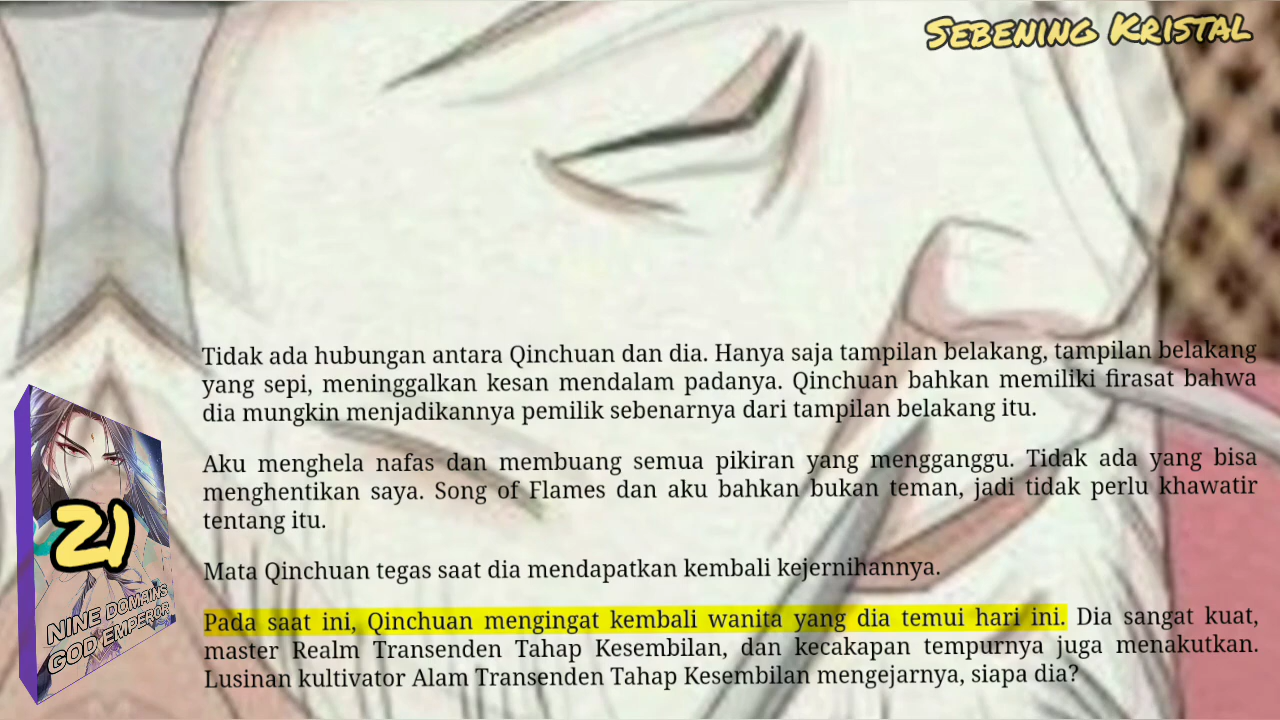 Sebening Kristal
Tidak ada hubungan antara Qinchuan dan dia. Hanya saja tampilan belakang, tampilan belakang
yang sepi, meninggalkan kesan mendalam padanya. Qinchuan bahkan memiliki firasat bahwa
dia mungkin menjadikannya pemilik sebenarnya dari tampilan belakang itu.
Aku menghela nafas dan membuang semua pikiran yang mengganggu. Tidak ada yang bisa
menghentikan saya. Song of Flames dan aku bahkan bukan teman, jadi tidak perlu khawatir
tentang itu.
Mata Qinchuan tegas saat dia mendapatkan kembali kejernihannya.
Pada saat ini, Qinchuan mengingat kembali wanita yang dia temui hari ini. Dia sangat kuat,
master Realm Transenden Tahap Kesembilan, dan kecakapan tempurnya juga menakutkan.
Lusinan kultivator Alam Transenden Tahap Kesembilan mengejarnya, siapa dia?
21
NINE DOMAINS
GOD EMPEROR